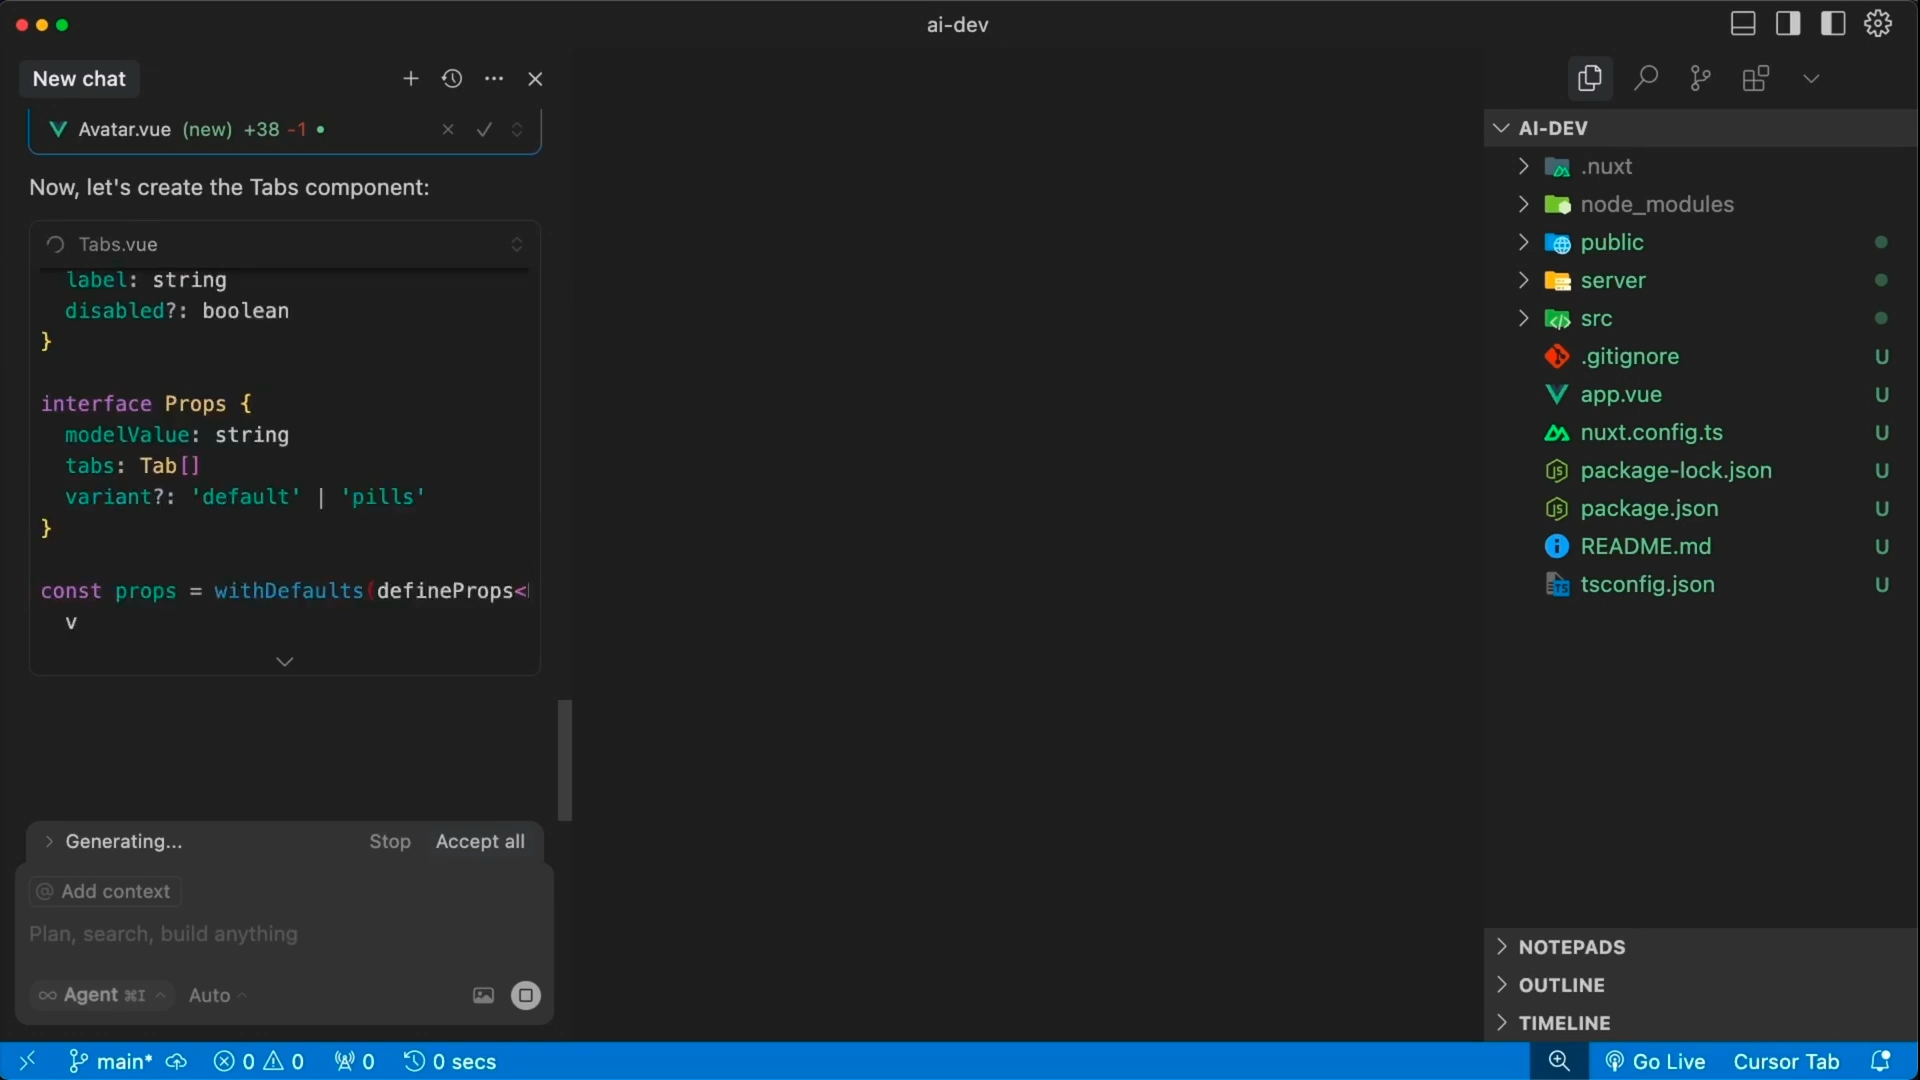 ai-dev
New chat
Avatar.vue (new) +38 -1
Now, let's create the Tabs component:
Tabs.vue
label: string
disabled?: boolean
}
interface Props {
modelValue: string
tabs: Tab[]
variant?: 'default' | 'pills'
}
const props = withDefaults(defineProps<
v
Generating...
Stop
Accept all
@ Add context
Plan, search, build anything
∞ Agent ⌘I
Auto
AI-DEV
.nuxt
node_modules
public
server
src
.gitignore U
app.vue U
nuxt.config.ts U
package-lock.json U
package.json U
README.md U
tsconfig.json U
NOTEPADS
OUTLINE
TIMELINE
main* 0 0 0 0 secs
Go Live Cursor Tab